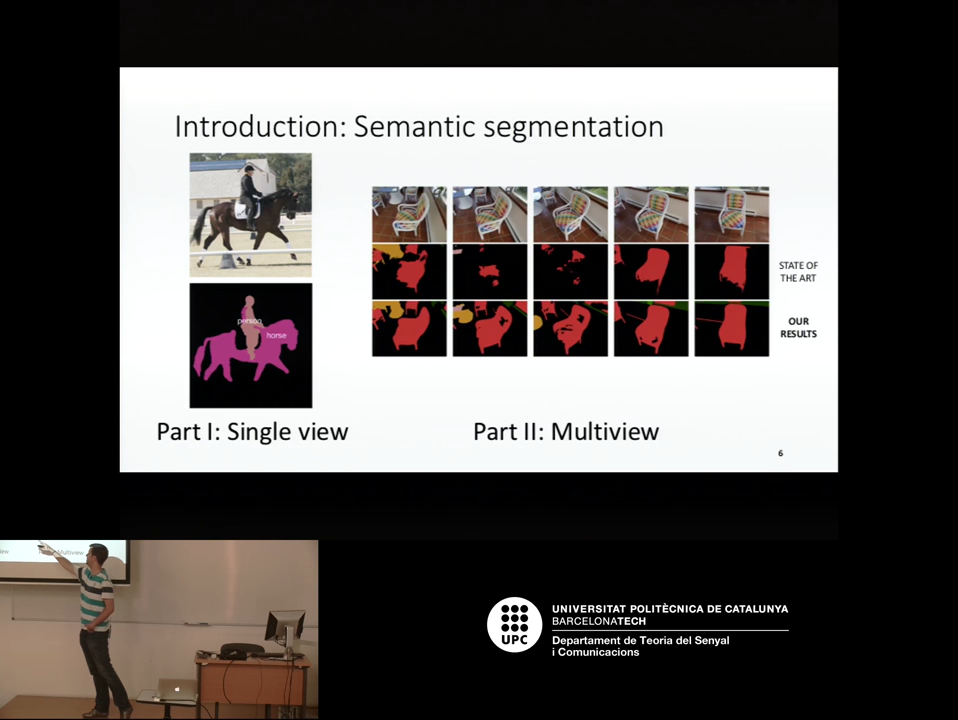 Introduction: Semantic segmentation
person
horse
STATE OF
THE ART
OUR
RESULTS
Part I: Single view
Part II: Multiview
6
Multiview
UPC
UNIVERSITAT POLITÈCNICA DE CATALUNYA
BARCELONATECH
Departament de Teoria del Senyal
i Comunicacions